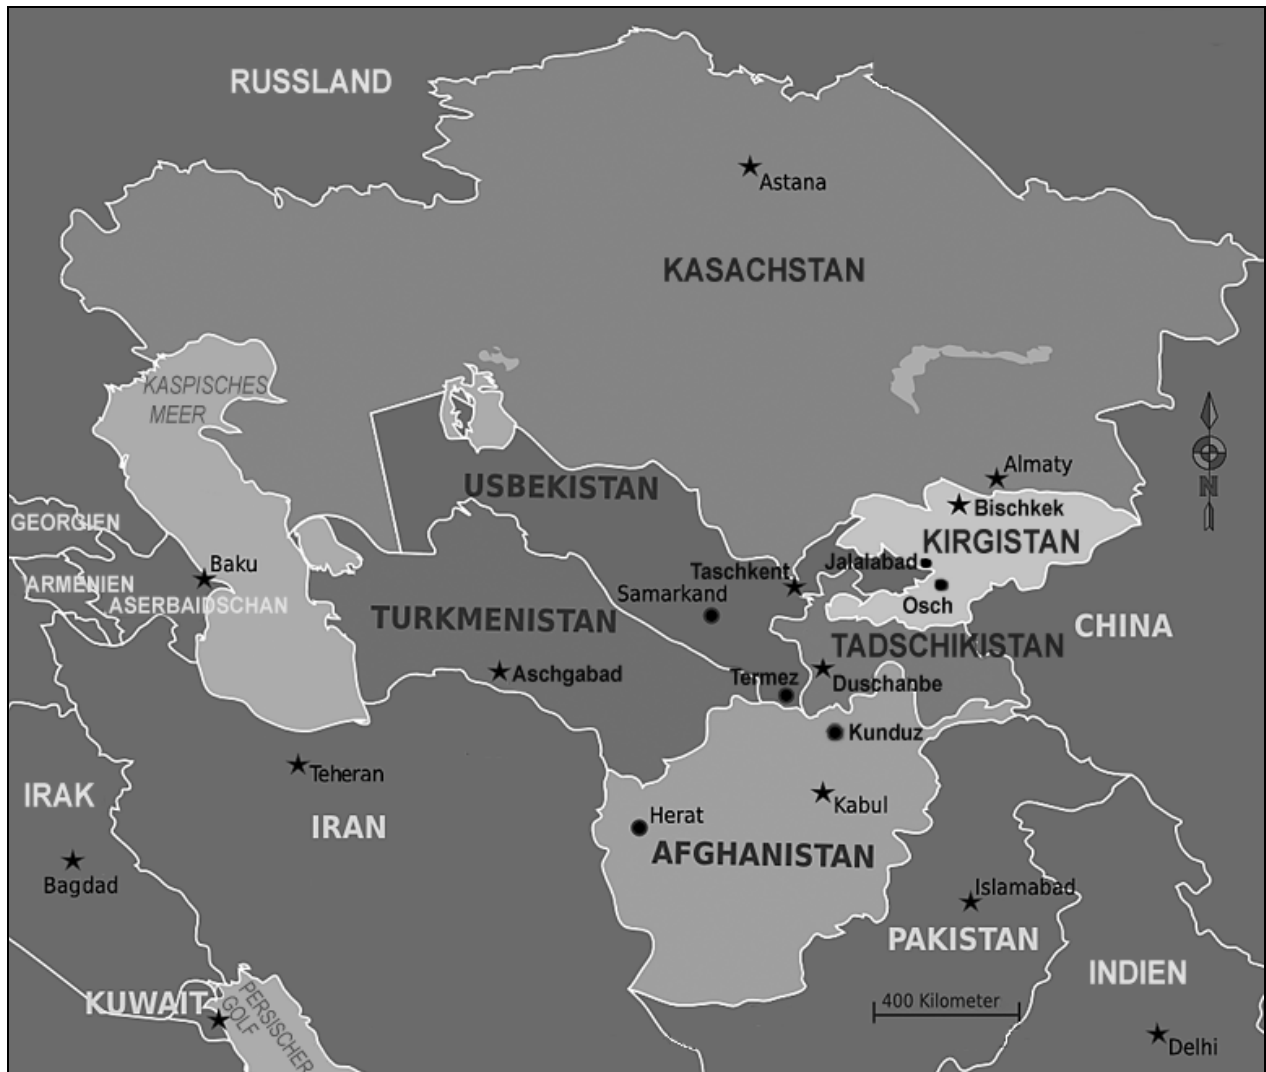 RUSSLAND
Astana
KASACHSTAN
KASPISCHES
MEER
Almaty
USBEKISTAN
N
Bischkek
GEORGIEN
KIRGISTAN
Jalalabad
Baku
Taschkent
ARMENIEN
Samarkand
ASERBAIDSCHAN
Osch
TURKMENISTAN
CHINA
TADSCHIKISTAN
Aschgabad
Termez
Duschanbe
Kunduz
Teheran
IRAK
Kabul
Herat
IRAN
AFGHANISTAN
Bagdad
Islamabad
PAKISTAN
INDIEN
KUWAIT
PERSISCHER
GOLF
400 Kilometer
Delhi